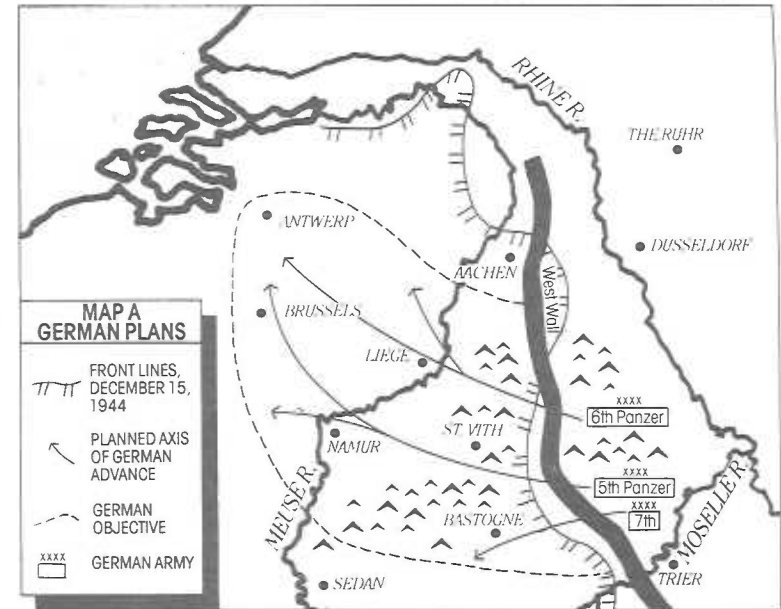 RHINE R.
THE RUHR
ANTWERP
DUSSELDORF
AACHEN
West Wall
BRUSSELS
LIEGE
MAP A
GERMAN PLANS
FRONT LINES,
DECEMBER 15,
1944
PLANNED AXIS
OF GERMAN
ADVANCE
GERMAN
OBJECTIVE
XXXX
GERMAN ARMY
XXXX
6th Panzer
ST. VITH
NAMUR
XXXX
5th Panzer
MEUSE R.
XXXX
7th
MOSELLE R.
BASTOGNE
TRIER
SEDAN